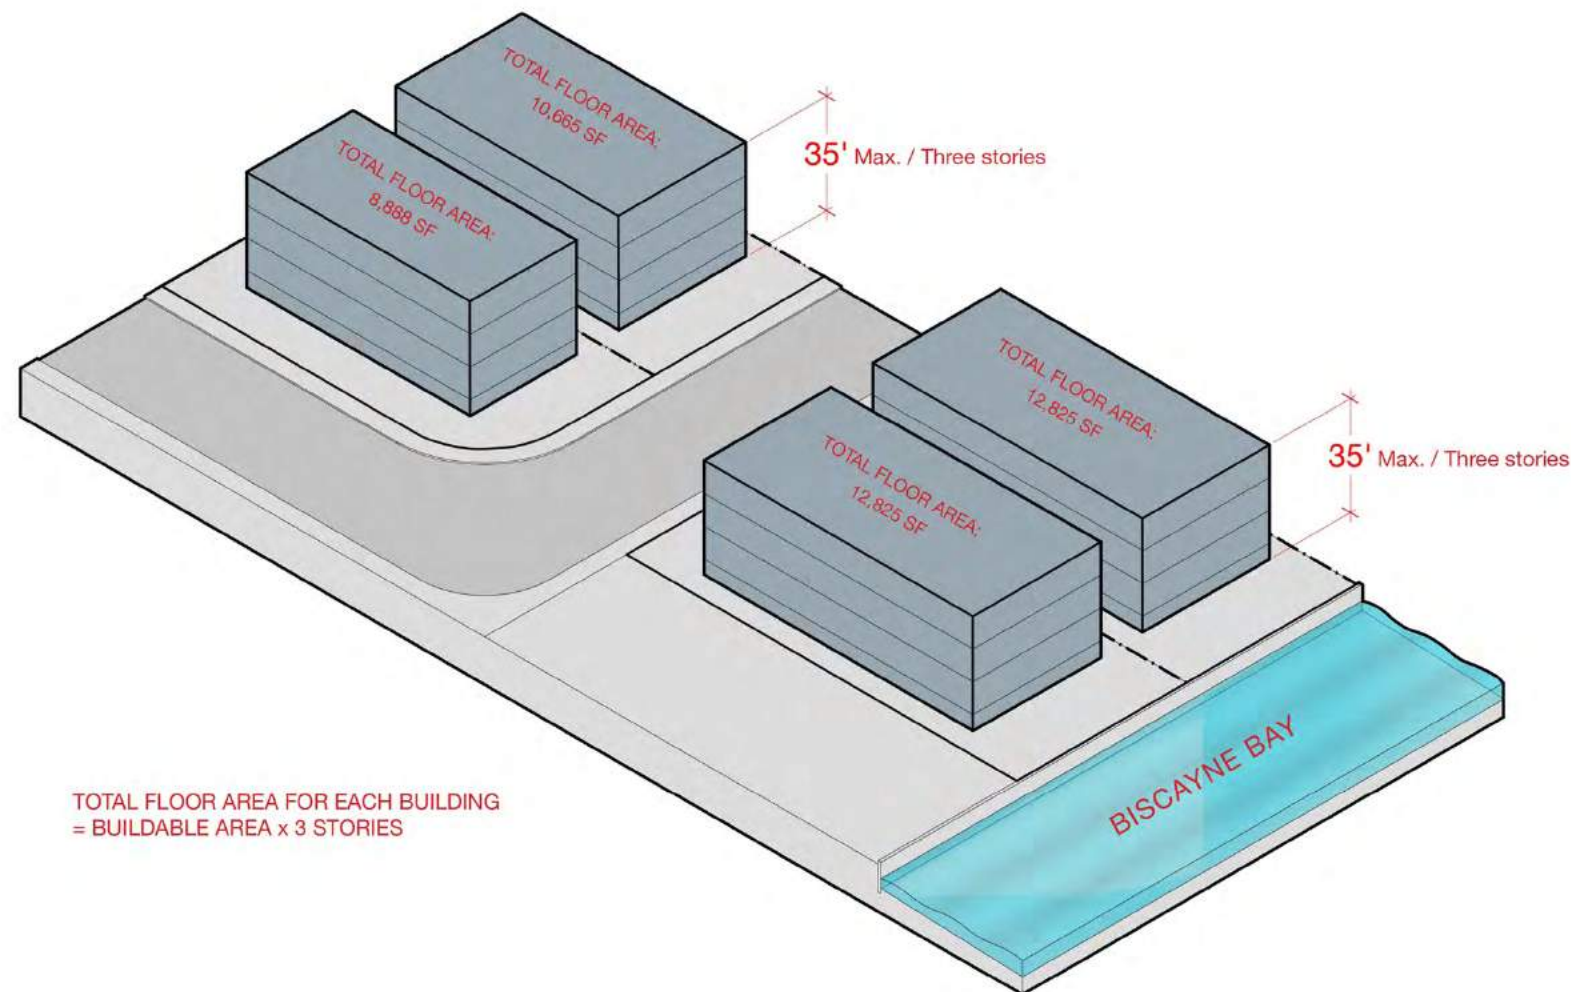 TOTAL FLOOR AREA:
10,665 SF
TOTAL FLOOR AREA:
8,888 SF
35' Max. / Three stories
TOTAL FLOOR AREA:
12,825 SF
TOTAL FLOOR AREA:
12,825 SF
35' Max. / Three stories
BISCAYNE BAY
TOTAL FLOOR AREA FOR EACH BUILDING
= BUILDABLE AREA x 3 STORIES